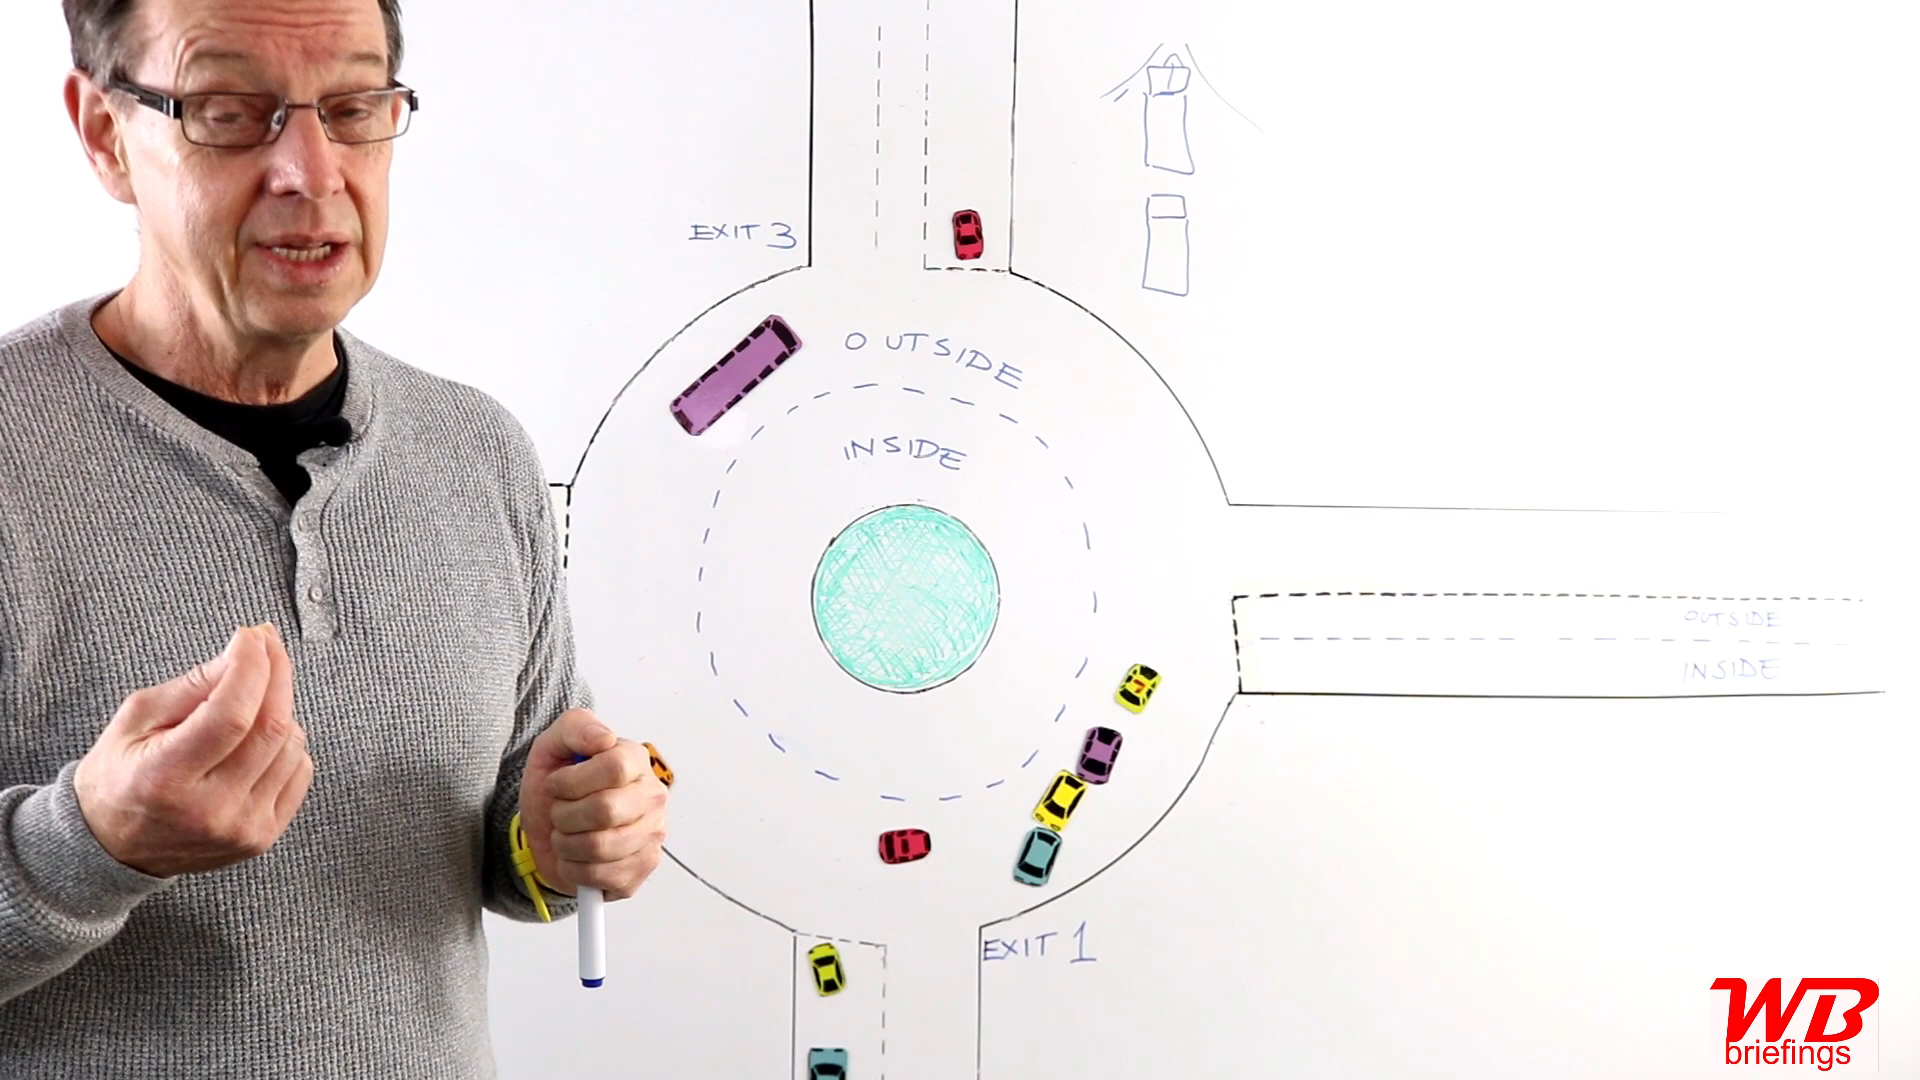 EXIT 3
OUTSIDE
INSIDE
OUTSIDE
INSIDE
EXIT 1
WB
briefings